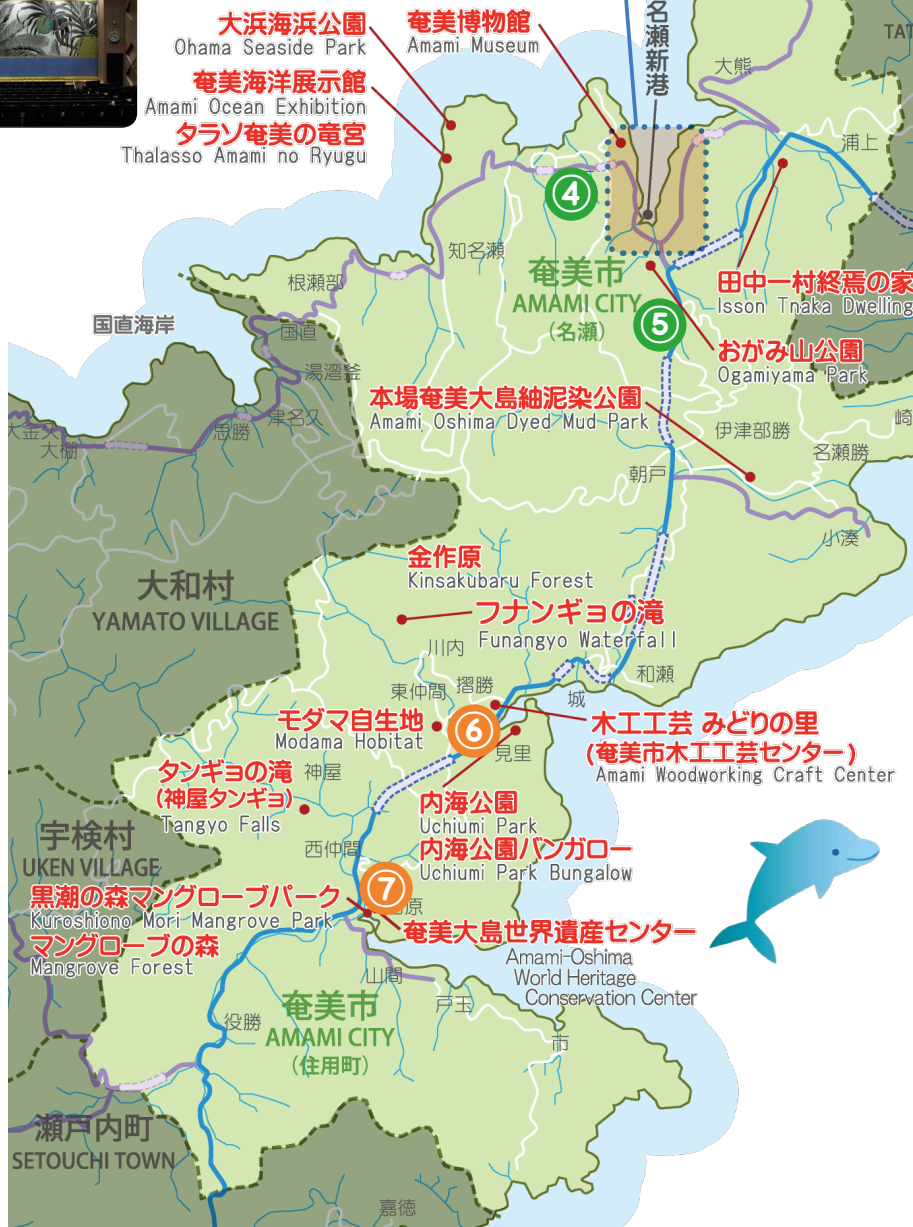 大浜海浜公園
Ohama Seaside Park
奄美博物館
Amami Museum
名瀬新港
TAT
大熊
奄美海洋展示館
Amami Ocean Exhibition
タラソ奄美の竜宮
Thalasso Amami no Ryugu
浦上
④
知名瀬
根瀬部
奄美市
AMAMI CITY
(名瀬)
田中一村終焉の家
Isson Tnaka Dwelling
国直海岸
国直
⑤
おがみ山公園
Ogamiyama Park
湯湾釜
本場奄美大島紬泥染公園
Amami Oshima Dyed Mud Park
津名久
思勝
大金久
大棚
伊津部勝
崎
名瀬勝
朝戸
小湊
金作原
Kinsakubaru Forest
大和村
YAMATO VILLAGE
フナンギョの滝
Funangyo Waterfall
川内
和瀬
東仲間
摺勝
城
モダマ自生地
Modama Hobitat
⑥
木工工芸 みどりの里
(奄美市木工工芸センター)
Amami Woodworking Craft Center
見里
タンギョの滝
(神屋タンギョ)
Tangyo Falls
神屋
内海公園
Uchiumi Park
内海公園バンガロー
Uchiumi Park Bungalow
宇検村
UKEN VILLAGE
西仲間
⑦
黒潮の森マングローブパーク
Kuroshiono Mori Mangrove Park
マングローブの森
Mangrove Forest
原
奄美大島世界遺産センター
Amami-Oshima
World Heritage
Conservation Center
山間
戸玉
奄美市
AMAMI CITY
(住用町)
役勝
市
瀬戸内町
SETOUCHI TOWN
嘉徳